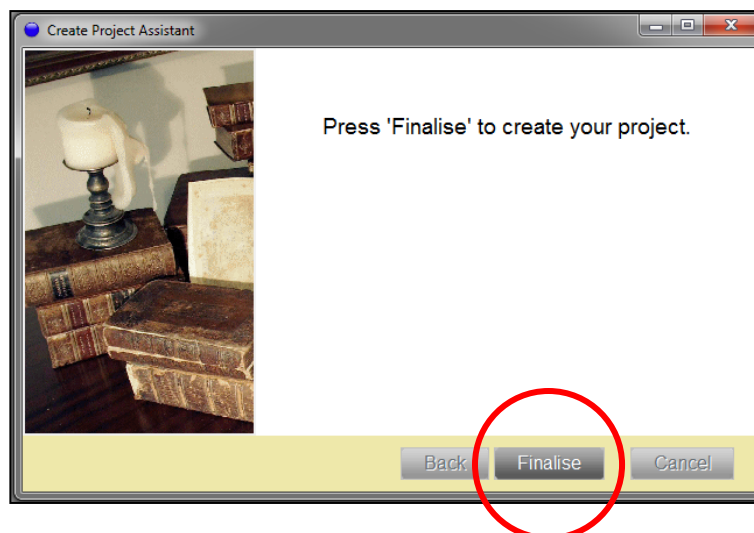 Create Project Assistant
Press 'Finalise' to create your project.
Back
Finalise
Cancel